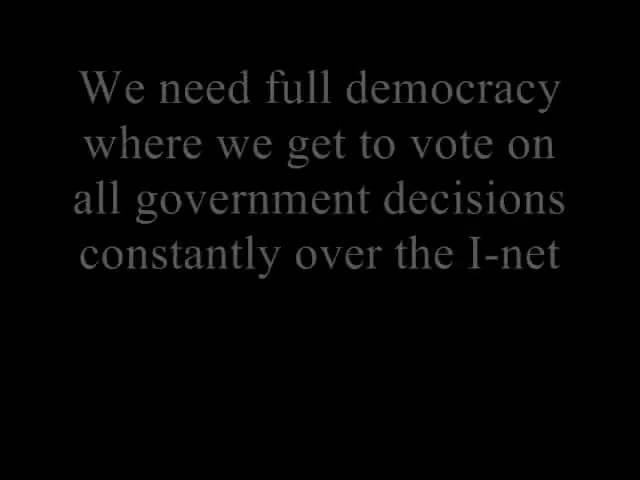 We need full democracy
where we get to vote on
all government decisions
constantly over the I-net